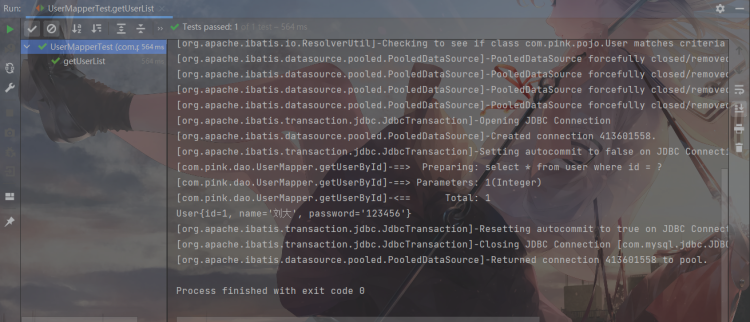 Run:
UserMapperTest.getUserList
Tests passed: 1
of 1 test – 564 ms
UserMapperTest (com.p 564 ms
getUserList
564 ms
[org.apache.ibatis.io.ResolverUtil]-Checking to see if class com.pink.pojo.User matches criteria
[org.apache.ibatis.datasource.pooled.PooledDataSource]-PooledDataSource forcefully closed/removed
[org.apache.ibatis.datasource.pooled.PooledDataSource]-PooledDataSource forcefully closed/removed
[org.apache.ibatis.datasource.pooled.PooledDataSource]-PooledDataSource forcefully closed/removed
[org.apache.ibatis.datasource.pooled.PooledDataSource]-PooledDataSource forcefully closed/removed
[org.apache.ibatis.transaction.jdbc.JdbcTransaction]-Opening JDBC Connection
[org.apache.ibatis.datasource.pooled.PooledDataSource]-Created connection 413601558.
[org.apache.ibatis.transaction.jdbc.JdbcTransaction]-Setting autocommit to false on JDBC Connecti
[com.pink.dao.UserMapper.getUserById]-==>  Preparing: select * from user where id = ?
[com.pink.dao.UserMapper.getUserById]-==> Parameters: 1(Integer)
[com.pink.dao.UserMapper.getUserById]-<==      Total: 1
User{id=1, name='刘大', password='123456'}
[org.apache.ibatis.transaction.jdbc.JdbcTransaction]-Resetting autocommit to true on JDBC Connect
[org.apache.ibatis.transaction.jdbc.JdbcTransaction]-Closing JDBC Connection [com.mysql.jdbc.JDBC
[org.apache.ibatis.datasource.pooled.PooledDataSource]-Returned connection 413601558 to pool.
Process finished with exit code 0